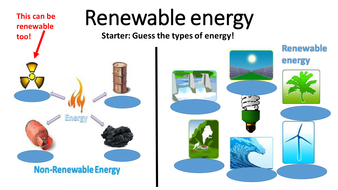 Renewable energy
Starter: Guess the types of energy!
This can be
renewable
too!
Energy
Non-Renewable Energy
Renewable
energy